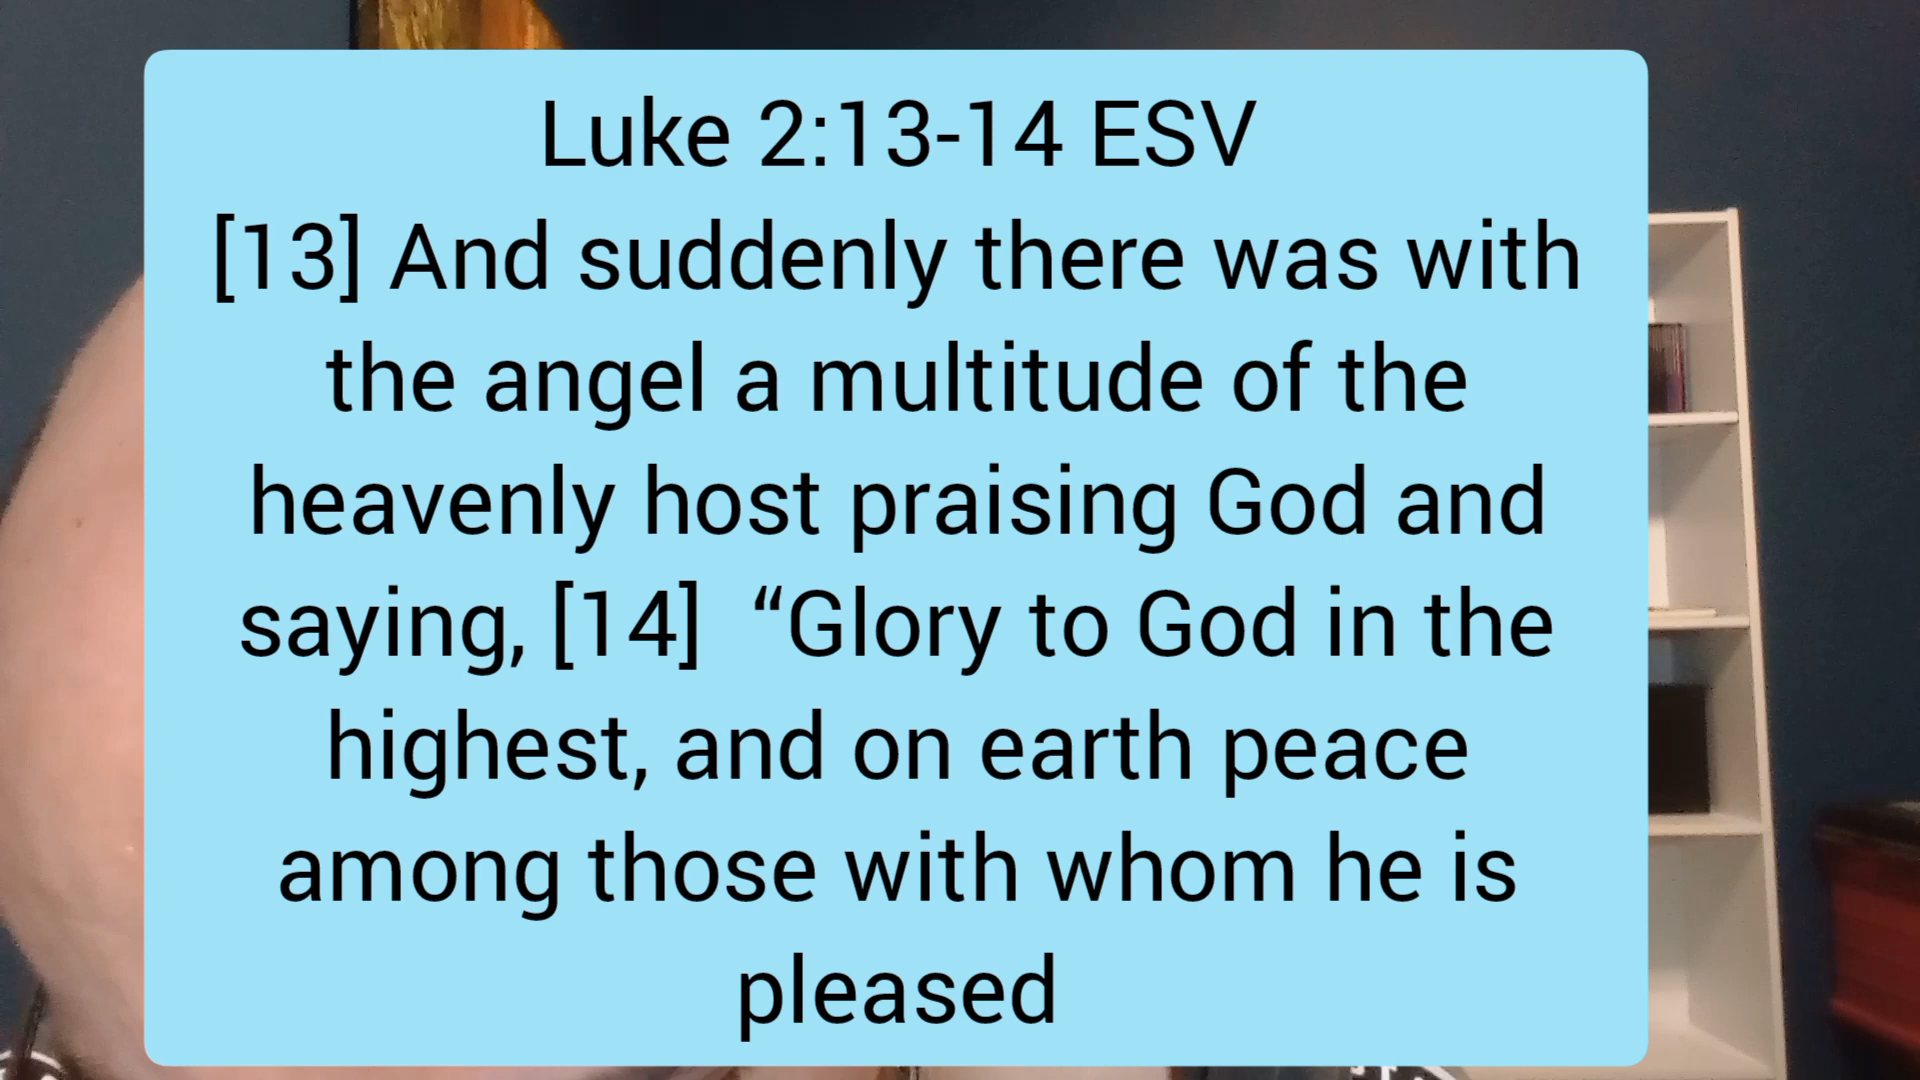 Luke 2:13-14 ESV
[13] And suddenly there was with
the angel a multitude of the
heavenly host praising God and
saying, [14]  “Glory to God in the
highest, and on earth peace
among those with whom he is
pleased